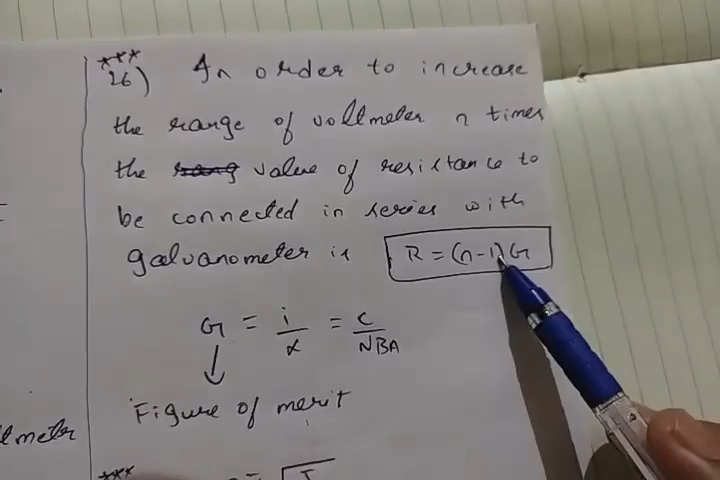 ***
26) In order to increase
the range of voltmeter n times
the value of resistance to
be connected in series with
galvanometer is R = (n-1)G
G = i/α = C/NBA
Figure of merit
***